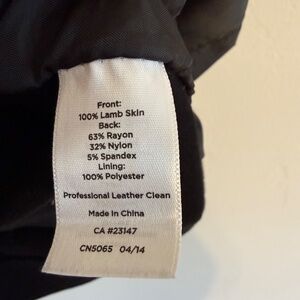 Front:
100% Lamb Skin
Back:
63% Rayon
32% Nylon
5% Spandex
Lining:
100% Polyester
Professional Leather Clean
Made in China
CA #23147
CN5065 04/14